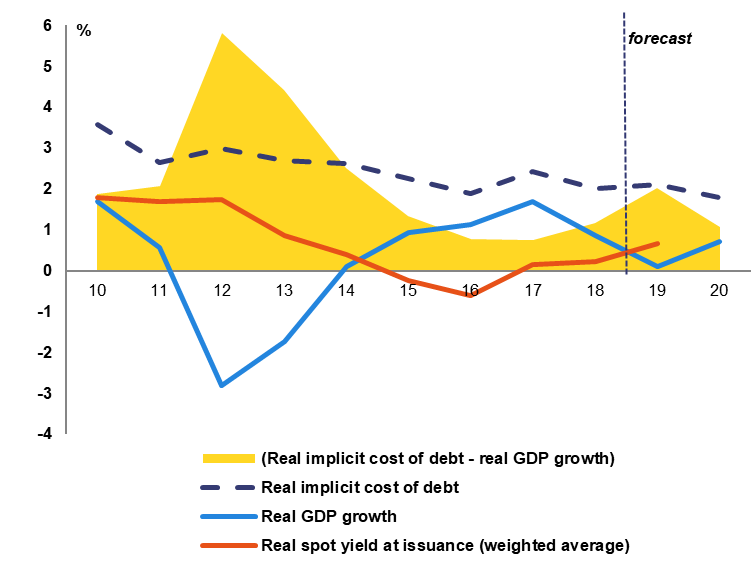 6
%
5
forecast
4
3
2
1
0
10 11 12 13 14 15 16 17 18 19 20
-1
-2
-3
-4
(Real implicit cost of debt - real GDP growth)
Real implicit cost of debt
Real GDP growth
Real spot yield at issuance (weighted average)